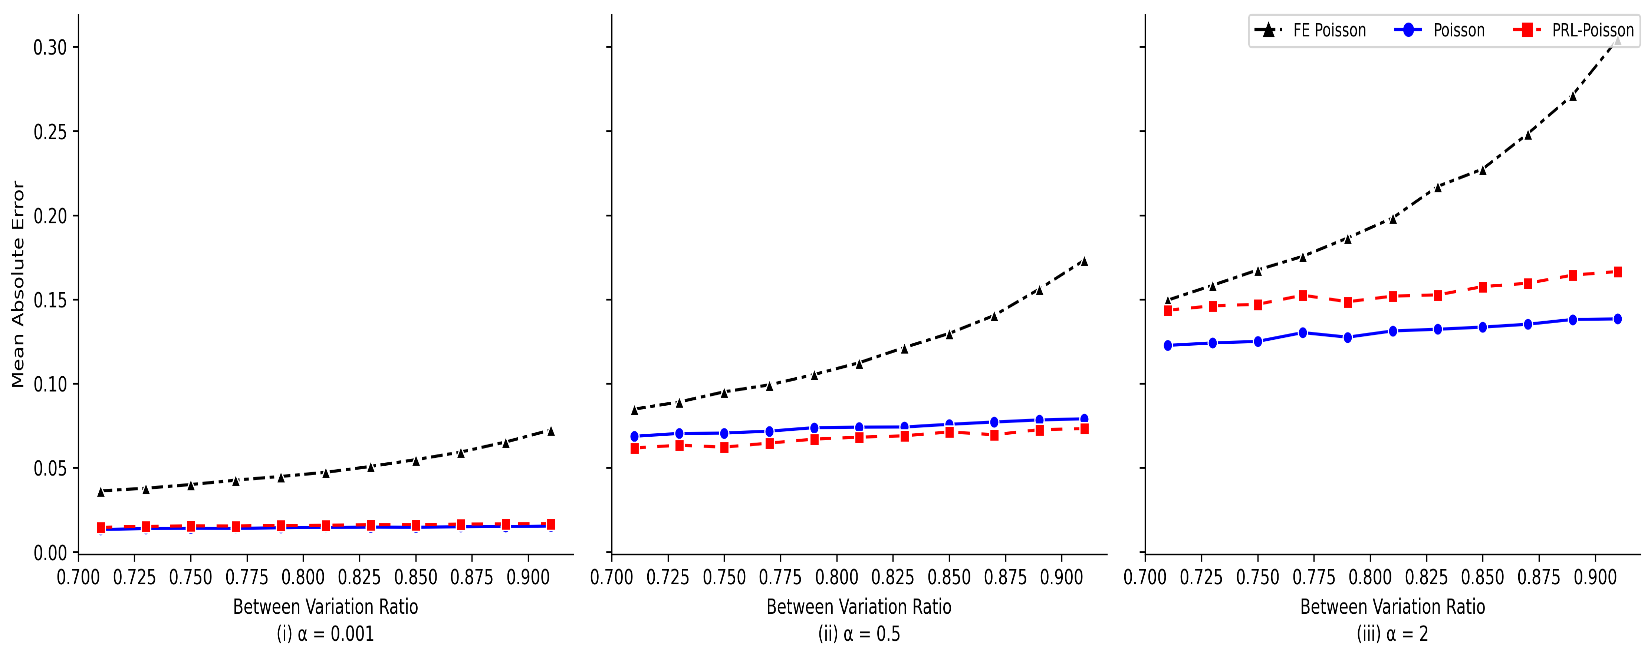 FE Poisson Poisson PRL-Poisson
Mean Absolute Error
0.30
0.25
0.20
0.15
0.10
0.05
0.00
0.700 0.725 0.750 0.775 0.800 0.825 0.850 0.875 0.900
Between Variation Ratio
(i) α = 0.001
0.700 0.725 0.750 0.775 0.800 0.825 0.850 0.875 0.900
Between Variation Ratio
(ii) α = 0.5
0.700 0.725 0.750 0.775 0.800 0.825 0.850 0.875 0.900
Between Variation Ratio
(iii) α = 2